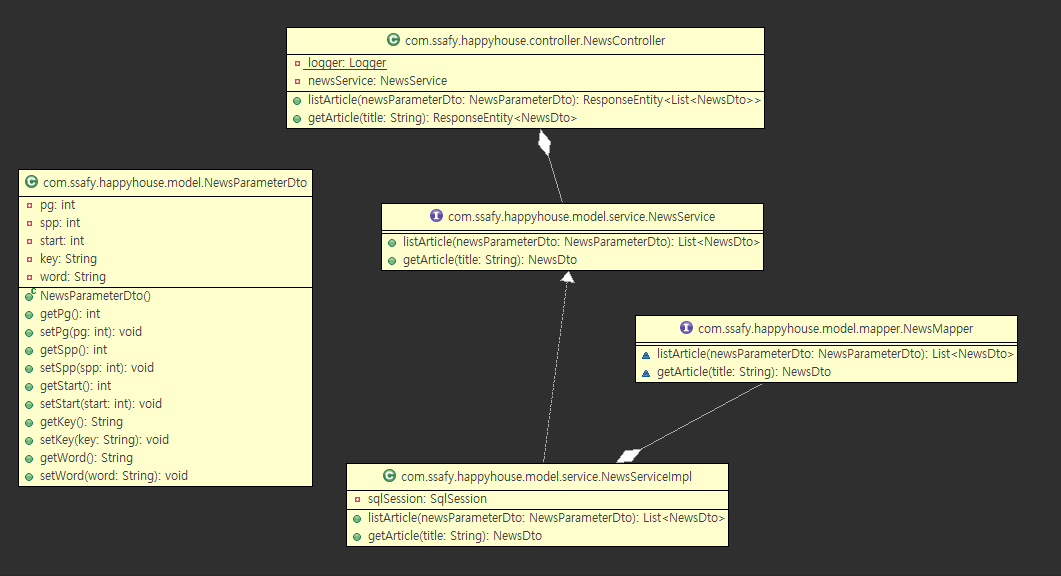 com.ssafy.happyhouse.controller.NewsController
logger: Logger
newsService: NewsService
listArticle(newsParameterDto: NewsParameterDto): ResponseEntity<List<NewsDto>>
getArticle(title: String): ResponseEntity<NewsDto>
com.ssafy.happyhouse.model.NewsParameterDto
pg: int
spp: int
start: int
key: String
word: String
NewsParameterDto()
getPg(): int
setPg(pg: int): void
getSpp(): int
setSpp(spp: int): void
getStart(): int
setStart(start: int): void
getKey(): String
setKey(key: String): void
getWord(): String
setWord(word: String): void
com.ssafy.happyhouse.model.service.NewsService
listArticle(newsParameterDto: NewsParameterDto): List<NewsDto>
getArticle(title: String): NewsDto
com.ssafy.happyhouse.model.mapper.NewsMapper
listArticle(newsParameterDto: NewsParameterDto): List<NewsDto>
getArticle(title: String): NewsDto
com.ssafy.happyhouse.model.service.NewsServiceImpl
sqlSession: SqlSession
listArticle(newsParameterDto: NewsParameterDto): List<NewsDto>
getArticle(title: String): NewsDto